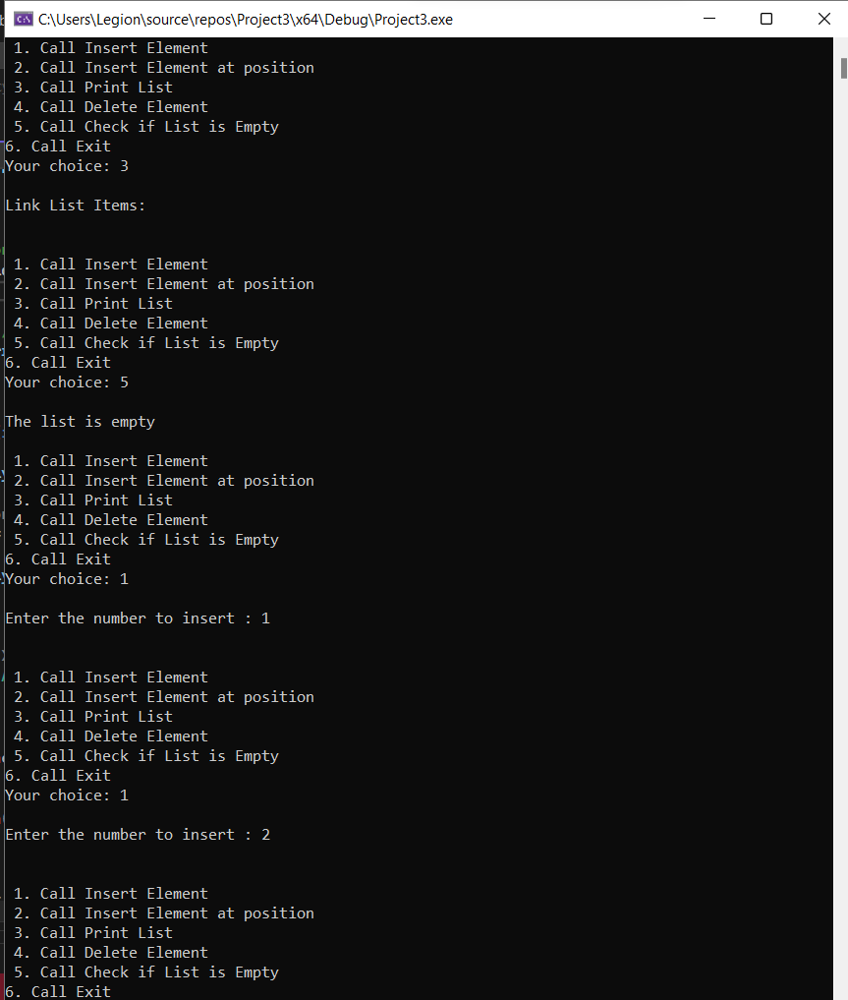 C:\Users\Legion\source\repos\Project3\x64\Debug\Project3.exe
1. Call Insert Element
2. Call Insert Element at position
3. Call Print List
4. Call Delete Element
5. Call Check if List is Empty
6. Call Exit
Your choice: 3
Link List Items:
1. Call Insert Element
2. Call Insert Element at position
3. Call Print List
4. Call Delete Element
5. Call Check if List is Empty
6. Call Exit
Your choice: 5
The list is empty
1. Call Insert Element
2. Call Insert Element at position
3. Call Print List
4. Call Delete Element
5. Call Check if List is Empty
6. Call Exit
Your choice: 1
Enter the number to insert : 1
1. Call Insert Element
2. Call Insert Element at position
3. Call Print List
4. Call Delete Element
5. Call Check if List is Empty
6. Call Exit
Your choice: 1
Enter the number to insert : 2
1. Call Insert Element
2. Call Insert Element at position
3. Call Print List
4. Call Delete Element
5. Call Check if List is Empty
6. Call Exit